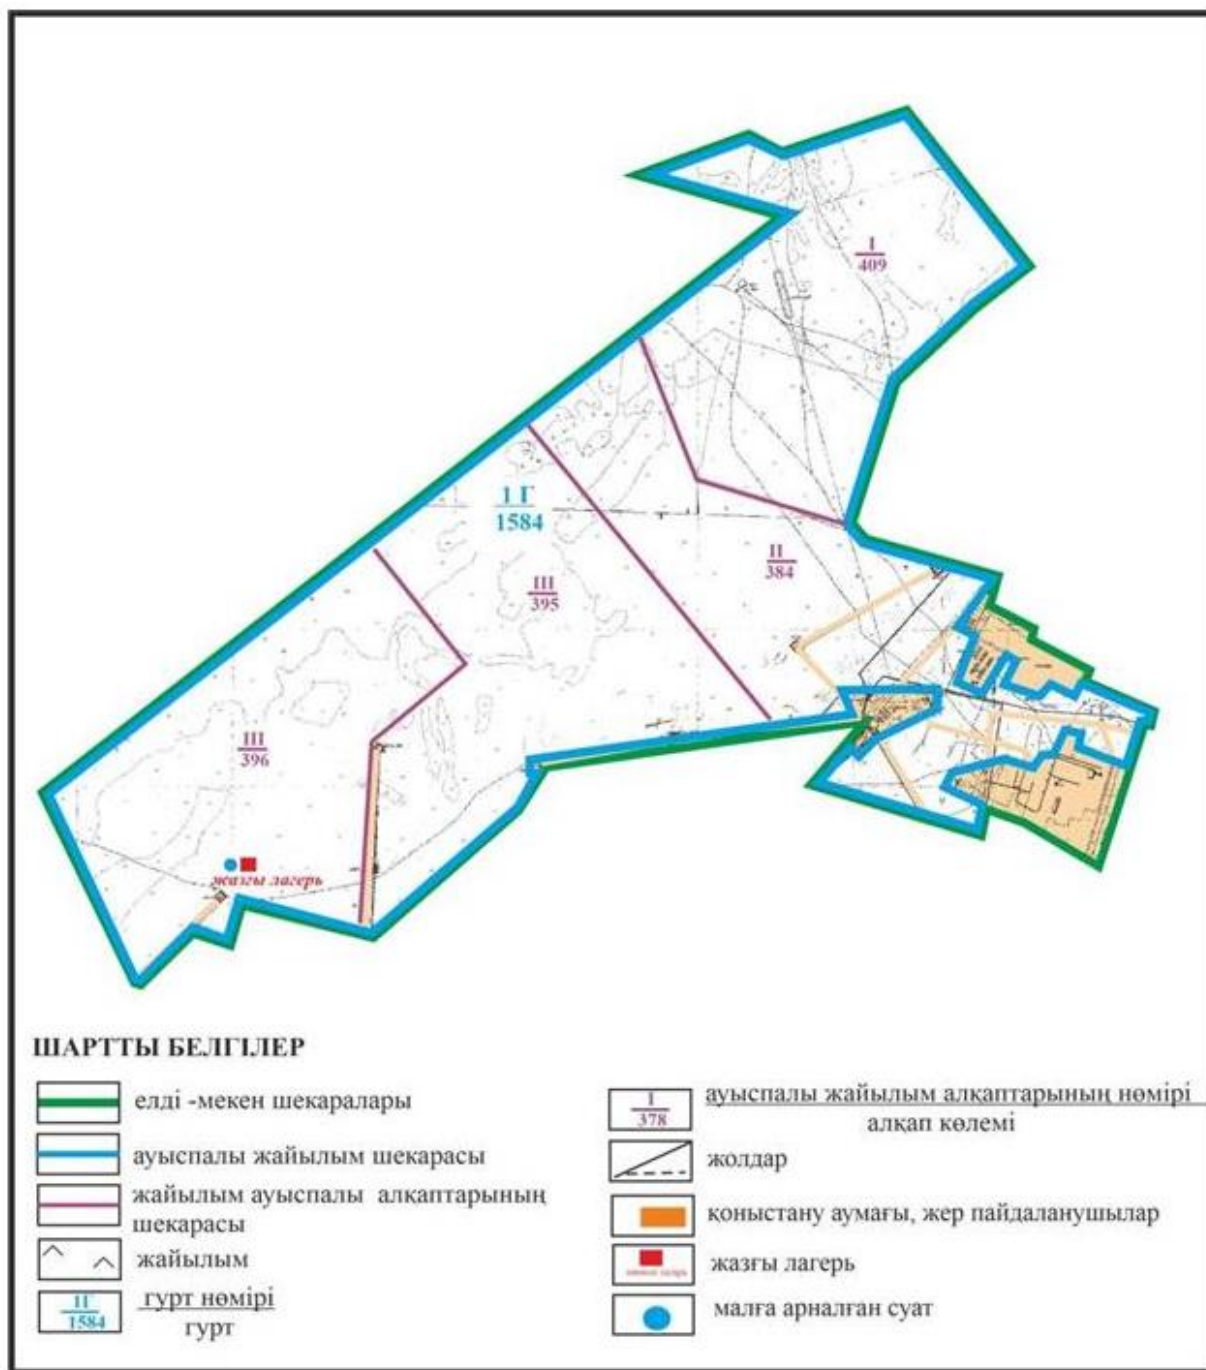 I
409
1 Г
1584
II
384
III
395
III
396
жазғы лагерь
ШАРТТЫ БЕЛГІЛЕР
елді -мекен шекаралары
ауыспалы жайылым шекарасы
жайылым ауыспалы алқаптарының
шекарасы
жайылым
1Г
1584
гурт нөмірі
гурт
I
378
ауыспалы жайылым алқаптарының нөмірі
алқап көлемі
жолдар
қоныстану аумағы, жер пайдаланушылар
жазғы лагерь
малға арналған суат